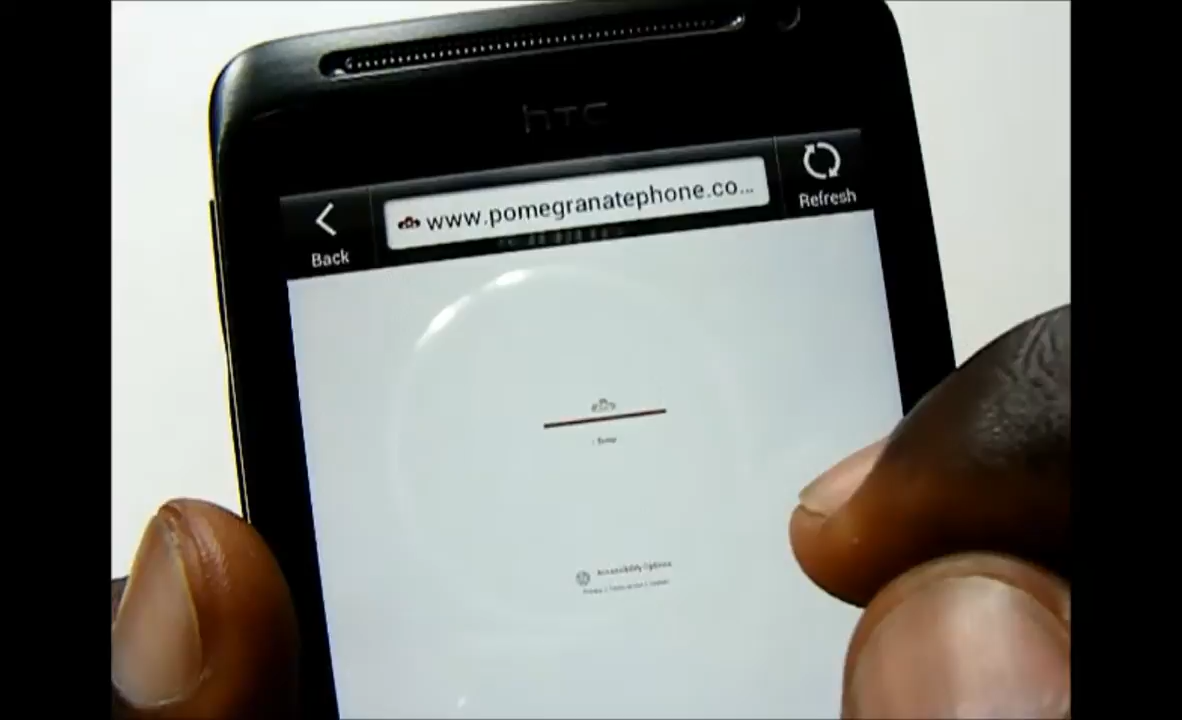 hTC
Back
www.pomegranatephone.co...
Refresh
Accessibility Options